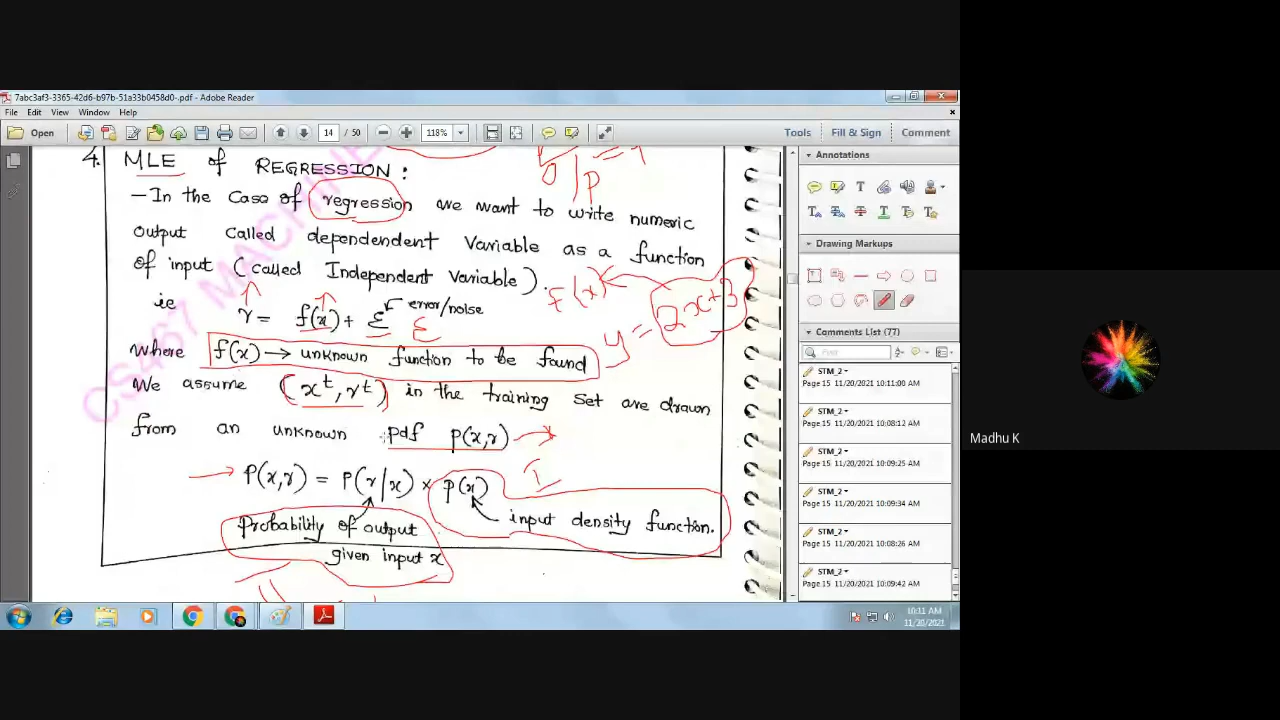 7abc3af3-3365-42d6-b97b-51a33b0458d0-.pdf - Adobe Reader
File Edit View Window Help
Open 14 / 50 118% Tools Fill & Sign Comment
4. MLE of REGRESSION :
- In the case of regression we want to write numeric
output called dependendent variable as a function
of input (called Independent variable).
ie r = f(x) + ε error/noise
ε
f(x)
y = 2x+3
where f(x) → unknown function to be found
We assume (x^t, r^t) in the training set are drawn
from an unknown pdf p(x,r)
P(x,r) = P(r/x) × P(x)
I
input density function.
Probability of output
given input x
II
CS467 MACHINE
Annotations
Drawing Markups
Comments List (77)
Find
STM_2
Page 15 11/20/2021 10:11:00 AM
STM_2
Page 15 11/20/2021 10:08:12 AM
STM_2
Page 15 11/20/2021 10:09:25 AM
STM_2
Page 15 11/20/2021 10:09:34 AM
STM_2
Page 15 11/20/2021 10:08:26 AM
STM_2
Page 15 11/20/2021 10:09:42 AM
10:11 AM
11/20/2021
Madhu K